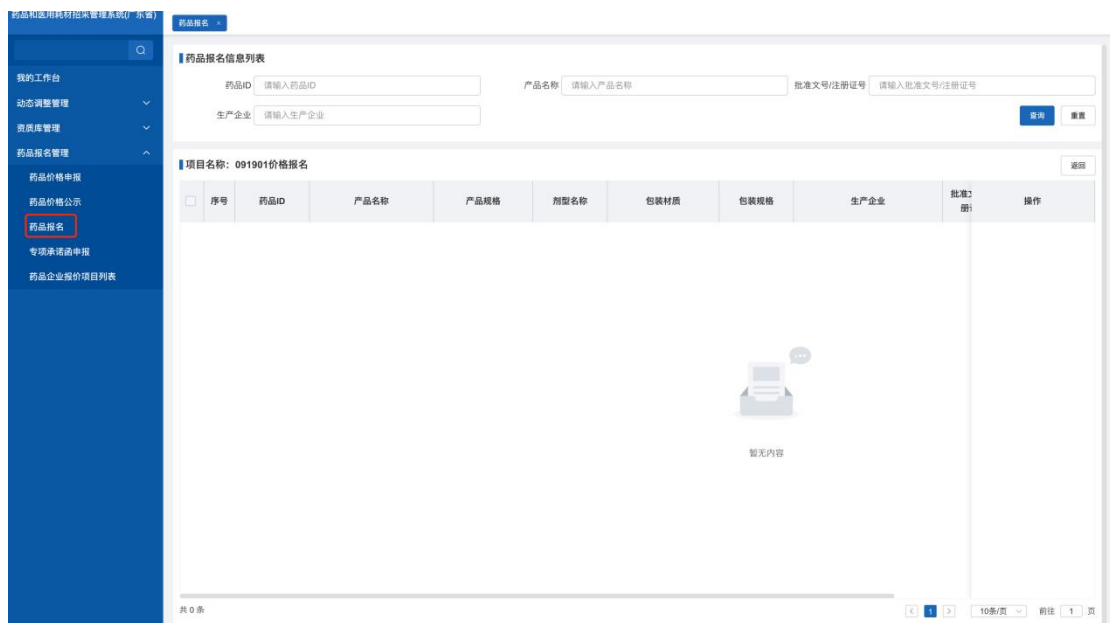 药品和医用耗材招采管理系统(广东省)
药品报名 ×
我的工作台
动态调整管理
资质库管理
药品报名管理
药品价格申报
药品价格公示
药品报名
专项承诺函申报
药品企业报价项目列表
药品报名信息列表
药品ID 请输入药品ID 产品名称 请输入产品名称 批准文号/注册证号 请输入批准文号/注册证号
生产企业 请输入生产企业 查询 重置
项目名称：091901价格报名 返回
序号 药品ID 产品名称 产品规格 剂型名称 包装材质 包装规格 生产企业 批准 操作
册
暂无内容
共 0 条 1 10条/页 前往 1 页